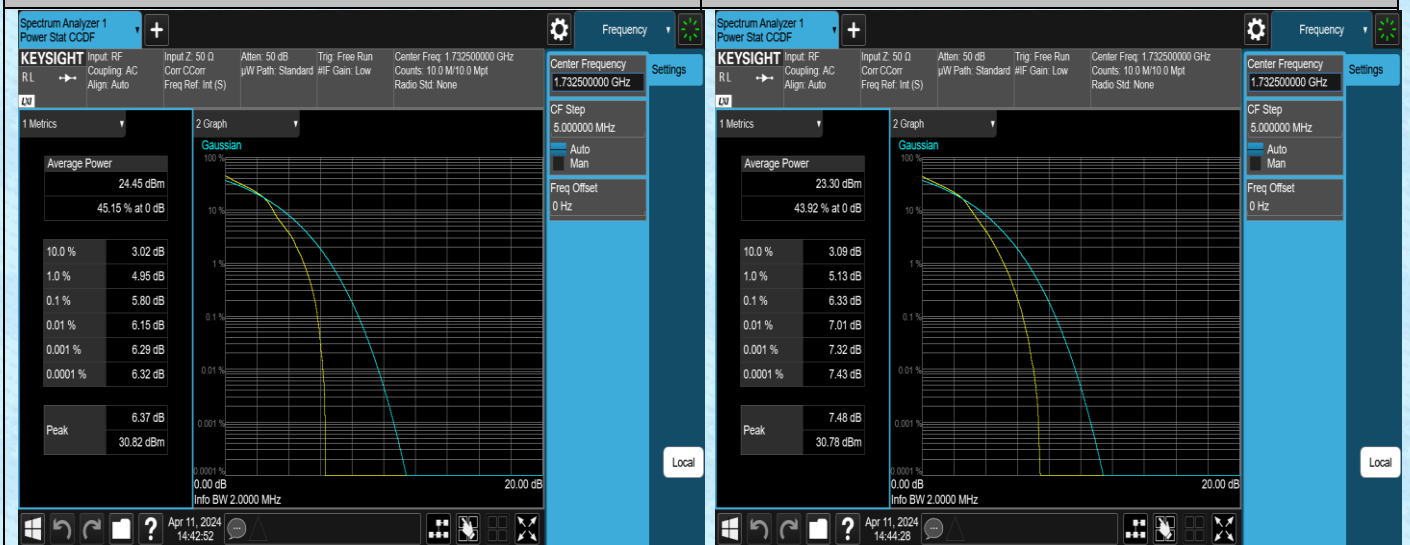 Spectrum Analyzer 1
Power Stat CCDF
Frequency
KEYSIGHT
R L
LXI
Input: RF
Coupling: AC
Align: Auto
Input Z: 50 Ω
Corr CCorr
Freq Ref: Int (S)
Atten: 50 dB
µW Path: Standard
Trig: Free Run
#IF Gain: Low
Center Freq: 1.732500000 GHz
Counts: 10.0 M/10.0 Mpt
Radio Std: None
Center Frequency
1.732500000 GHz
Settings
CF Step
5.000000 MHz
Auto
Man
Freq Offset
0 Hz
1 Metrics
Average Power
24.45 dBm
45.15 % at 0 dB
10.0 % 3.02 dB
1.0 % 4.95 dB
0.1 % 5.80 dB
0.01 % 6.15 dB
0.001 % 6.29 dB
0.0001 % 6.32 dB
Peak
6.37 dB
30.82 dBm
2 Graph
Gaussian
100 %
10 %
1 %
0.1 %
0.01 %
0.001 %
0.0001 %
0.00 dB 20.00 dB
Info BW 2.0000 MHz
Local
?
Apr 11, 2024
14:42:52
Spectrum Analyzer 1
Power Stat CCDF
Frequency
KEYSIGHT
R L
LXI
Input: RF
Coupling: AC
Align: Auto
Input Z: 50 Ω
Corr CCorr
Freq Ref: Int (S)
Atten: 50 dB
µW Path: Standard
Trig: Free Run
#IF Gain: Low
Center Freq: 1.732500000 GHz
Counts: 10.0 M/10.0 Mpt
Radio Std: None
Center Frequency
1.732500000 GHz
Settings
CF Step
5.000000 MHz
Auto
Man
Freq Offset
0 Hz
1 Metrics
Average Power
23.30 dBm
43.92 % at 0 dB
10.0 % 3.09 dB
1.0 % 5.13 dB
0.1 % 6.33 dB
0.01 % 7.01 dB
0.001 % 7.32 dB
0.0001 % 7.43 dB
Peak
7.48 dB
30.78 dBm
2 Graph
Gaussian
100 %
10 %
1 %
0.1 %
0.01 %
0.001 %
0.0001 %
0.00 dB 20.00 dB
Info BW 2.0000 MHz
Local
?
Apr 11, 2024
14:44:28